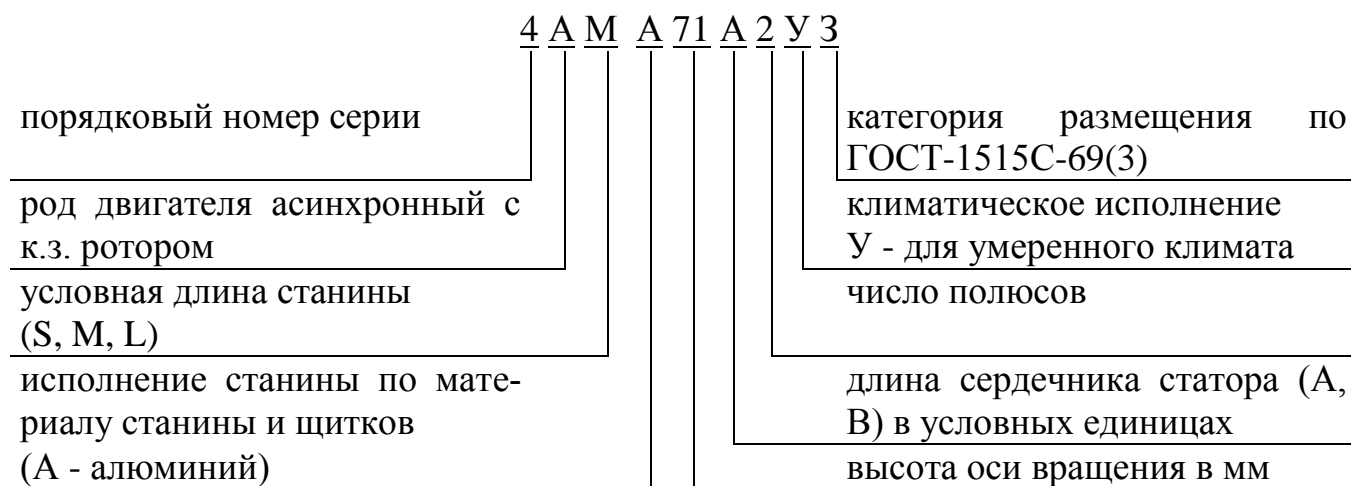 4 А М А 71 А 2 У 3
порядковый номер серии
род двигателя асинхронный с
к.з. ротором
условная длина станины
(S, M, L)
исполнение станины по мате-
риалу станины и щитков
(А - алюминий)
категория размещения по
ГОСТ-1515С-69(3)
климатическое исполнение
У - для умеренного климата
число полюсов
длина сердечника статора (А,
В) в условных единицах
высота оси вращения в мм